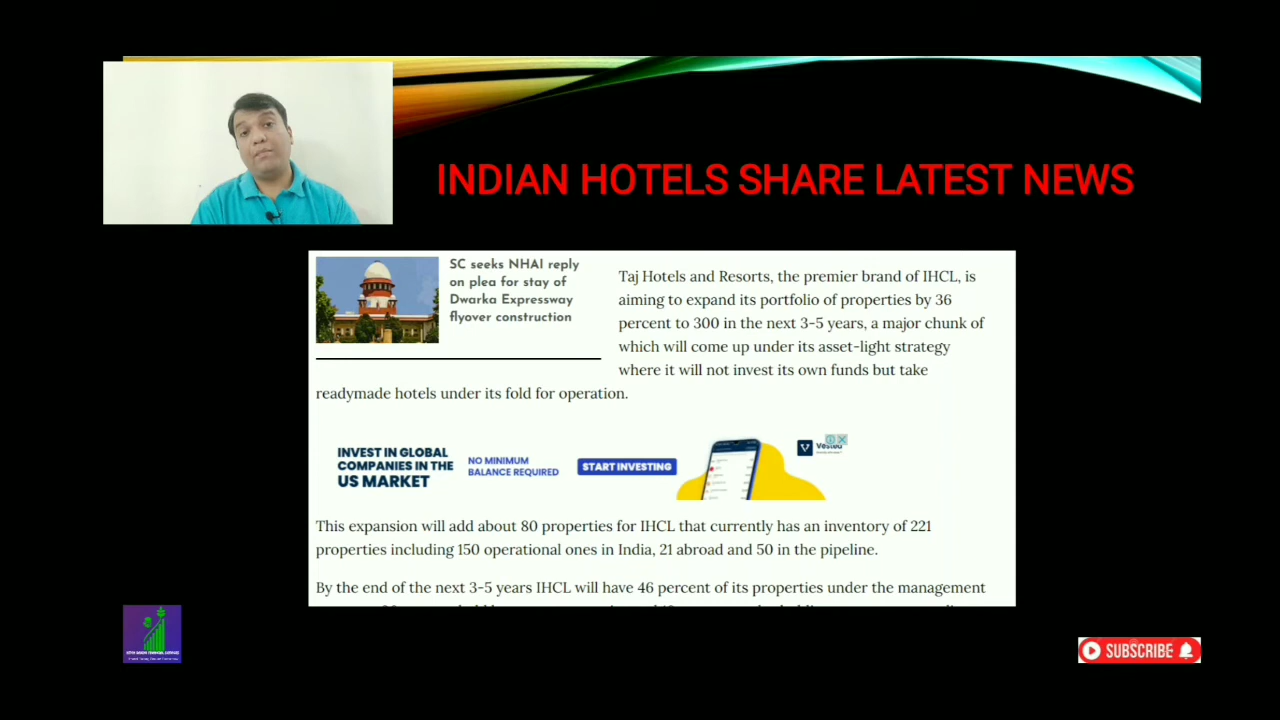 INDIAN HOTELS SHARE LATEST NEWS
SC seeks NHAI reply
on plea for stay of
Dwarka Expressway
flyover construction
Taj Hotels and Resorts, the premier brand of IHCL, is
aiming to expand its portfolio of properties by 36
percent to 300 in the next 3-5 years, a major chunk of
which will come up under its asset-light strategy
where it will not invest its own funds but take
readymade hotels under its fold for operation.
INVEST IN GLOBAL
COMPANIES IN THE
US MARKET
NO MINIMUM
BALANCE REQUIRED
START INVESTING
Vested
This expansion will add about 80 properties for IHCL that currently has an inventory of 221
properties including 150 operational ones in India, 21 abroad and 50 in the pipeline.
By the end of the next 3-5 years IHCL will have 46 percent of its properties under the management
SUBSCRIBE